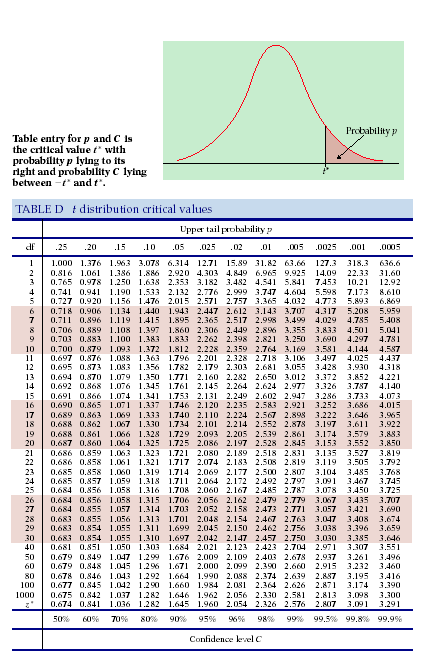 Probability p
Table entry for p and C is
the critical value t* with
probability p lying to its
right and probability C lying
between −t* and t*.
t*
TABLE D t distribution critical values
Upper tail probability p
df .25 .20 .15 .10 .05 .025 .02 .01 .005 .0025 .001 .0005
1 1.000 1.376 1.963 3.078 6.314 12.71 15.89 31.82 63.66 127.3 318.3 636.6
2 0.816 1.061 1.386 1.886 2.920 4.303 4.849 6.965 9.925 14.09 22.33 31.60
3 0.765 0.978 1.250 1.638 2.353 3.182 3.482 4.541 5.841 7.453 10.21 12.92
4 0.741 0.941 1.190 1.533 2.132 2.776 2.999 3.747 4.604 5.598 7.173 8.610
5 0.727 0.920 1.156 1.476 2.015 2.571 2.757 3.365 4.032 4.773 5.893 6.869
6 0.718 0.906 1.134 1.440 1.943 2.447 2.612 3.143 3.707 4.317 5.208 5.959
7 0.711 0.896 1.119 1.415 1.895 2.365 2.517 2.998 3.499 4.029 4.785 5.408
8 0.706 0.889 1.108 1.397 1.860 2.306 2.449 2.896 3.355 3.833 4.501 5.041
9 0.703 0.883 1.100 1.383 1.833 2.262 2.398 2.821 3.250 3.690 4.297 4.781
10 0.700 0.879 1.093 1.372 1.812 2.228 2.359 2.764 3.169 3.581 4.144 4.587
11 0.697 0.876 1.088 1.363 1.796 2.201 2.328 2.718 3.106 3.497 4.025 4.437
12 0.695 0.873 1.083 1.356 1.782 2.179 2.303 2.681 3.055 3.428 3.930 4.318
13 0.694 0.870 1.079 1.350 1.771 2.160 2.282 2.650 3.012 3.372 3.852 4.221
14 0.692 0.868 1.076 1.345 1.761 2.145 2.264 2.624 2.977 3.326 3.787 4.140
15 0.691 0.866 1.074 1.341 1.753 2.131 2.249 2.602 2.947 3.286 3.733 4.073
16 0.690 0.865 1.071 1.337 1.746 2.120 2.235 2.583 2.921 3.252 3.686 4.015
17 0.689 0.863 1.069 1.333 1.740 2.110 2.224 2.567 2.898 3.222 3.646 3.965
18 0.688 0.862 1.067 1.330 1.734 2.101 2.214 2.552 2.878 3.197 3.611 3.922
19 0.688 0.861 1.066 1.328 1.729 2.093 2.205 2.539 2.861 3.174 3.579 3.883
20 0.687 0.860 1.064 1.325 1.725 2.086 2.197 2.528 2.845 3.153 3.552 3.850
21 0.686 0.859 1.063 1.323 1.721 2.080 2.189 2.518 2.831 3.135 3.527 3.819
22 0.686 0.858 1.061 1.321 1.717 2.074 2.183 2.508 2.819 3.119 3.505 3.792
23 0.685 0.858 1.060 1.319 1.714 2.069 2.177 2.500 2.807 3.104 3.485 3.768
24 0.685 0.857 1.059 1.318 1.711 2.064 2.172 2.492 2.797 3.091 3.467 3.745
25 0.684 0.856 1.058 1.316 1.708 2.060 2.167 2.485 2.787 3.078 3.450 3.725
26 0.684 0.856 1.058 1.315 1.706 2.056 2.162 2.479 2.779 3.067 3.435 3.707
27 0.684 0.855 1.057 1.314 1.703 2.052 2.158 2.473 2.771 3.057 3.421 3.690
28 0.683 0.855 1.056 1.313 1.701 2.048 2.154 2.467 2.763 3.047 3.408 3.674
29 0.683 0.854 1.055 1.311 1.699 2.045 2.150 2.462 2.756 3.038 3.396 3.659
30 0.683 0.854 1.055 1.310 1.697 2.042 2.147 2.457 2.750 3.030 3.385 3.646
40 0.681 0.851 1.050 1.303 1.684 2.021 2.123 2.423 2.704 2.971 3.307 3.551
50 0.679 0.849 1.047 1.299 1.676 2.009 2.109 2.403 2.678 2.937 3.261 3.496
60 0.679 0.848 1.045 1.296 1.671 2.000 2.099 2.390 2.660 2.915 3.232 3.460
80 0.678 0.846 1.043 1.292 1.664 1.990 2.088 2.374 2.639 2.887 3.195 3.416
100 0.677 0.845 1.042 1.290 1.660 1.984 2.081 2.364 2.626 2.871 3.174 3.390
1000 0.675 0.842 1.037 1.282 1.646 1.962 2.056 2.330 2.581 2.813 3.098 3.300
z* 0.674 0.841 1.036 1.282 1.645 1.960 2.054 2.326 2.576 2.807 3.091 3.291
50% 60% 70% 80% 90% 95% 96% 98% 99% 99.5% 99.8% 99.9%
Confidence level C